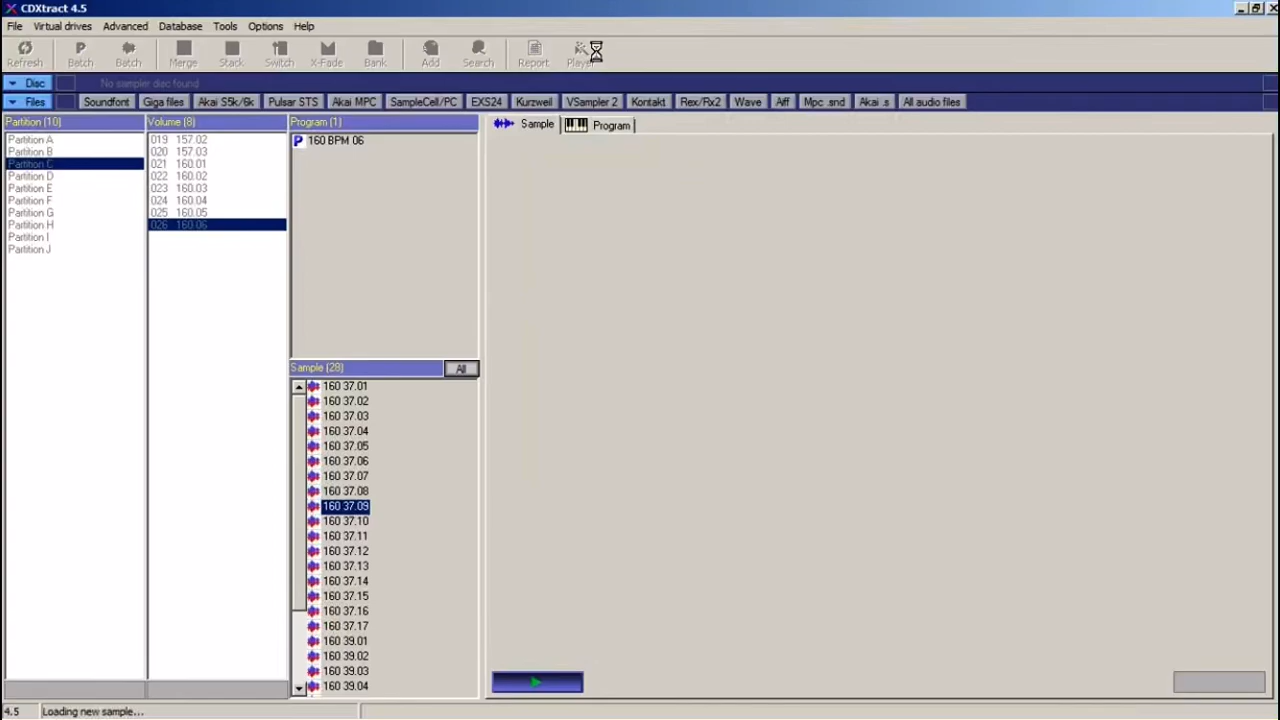 CDXtract 4.5
File Virtual drives Advanced Database Tools Options Help
Refresh Batch Batch Merge Stack Switch X-Fade Bank Add Search Report Player
Disc No sampler disc found
Files Soundfont Giga files Akai S5k/6k Pulsar STS Akai MPC SampleCell/PC EXS24 Kurzweil VSampler 2 Kontakt Rex/Rx2 Wave Aiff Mpc .snd Akai .s All audio files
Partition (10)
Partition A
Partition B
Partition C
Partition D
Partition E
Partition F
Partition G
Partition H
Partition I
Partition J
Volume (8)
019 157.02
020 157.03
021 160.01
022 160.02
023 160.03
024 160.04
025 160.05
026 160.06
Program (1)
P 160 BPM 06
Sample (28) All
160 37.01
160 37.02
160 37.03
160 37.04
160 37.05
160 37.06
160 37.07
160 37.08
160 37.09
160 37.10
160 37.11
160 37.12
160 37.13
160 37.14
160 37.15
160 37.16
160 37.17
160 39.01
160 39.02
160 39.03
160 39.04
Sample Program
4.5 Loading new sample...